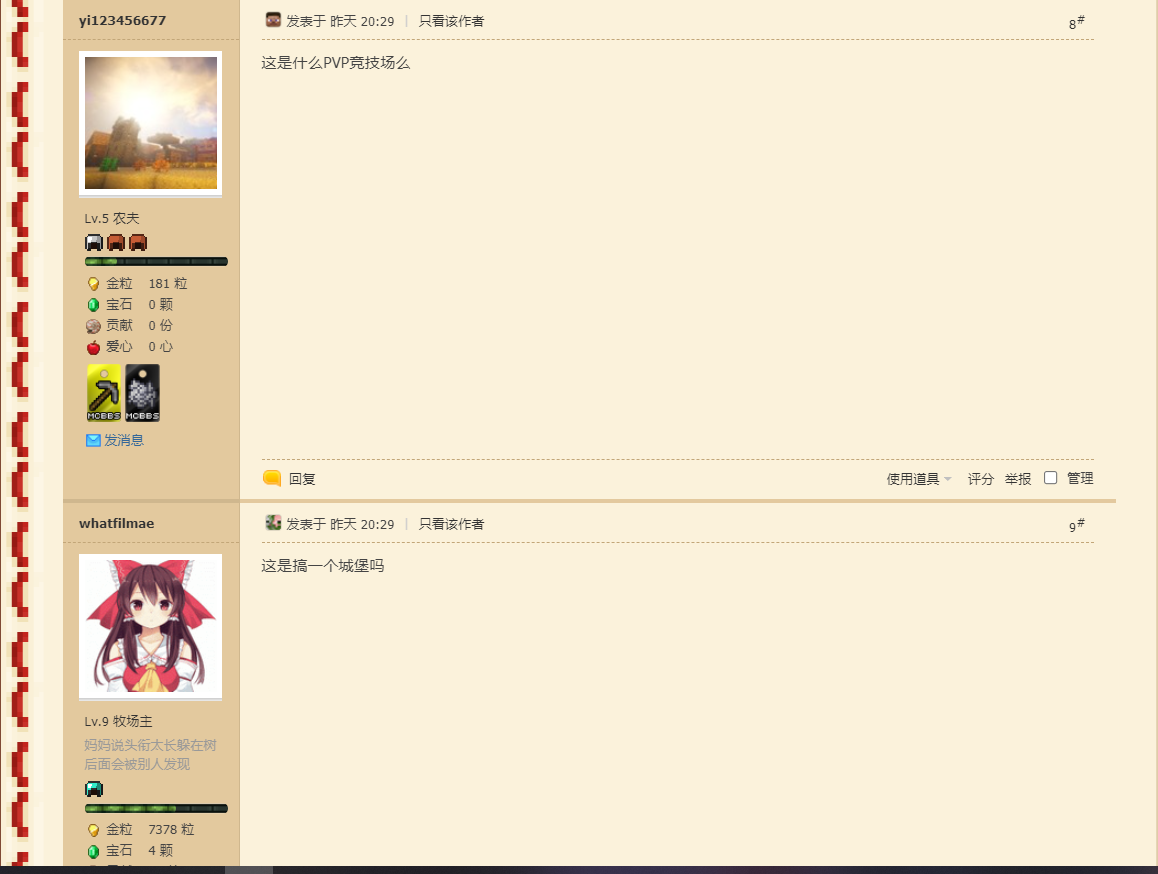 yi123456677
发表于 昨天 20:29 | 只看该作者
8#
这是什么PVP竞技场么
Lv.5 农夫
金粒 181 粒
宝石 0 颗
贡献 0 份
爱心 0 心
MCBBS MCBBS
发消息
回复
使用道具 评分 举报 管理
whatfilmae
发表于 昨天 20:29 | 只看该作者
9#
这是搞一个城堡吗
Lv.9 牧场主
妈妈说头衔太长躲在树
后面会被别人发现
金粒 7378 粒
宝石 4 颗